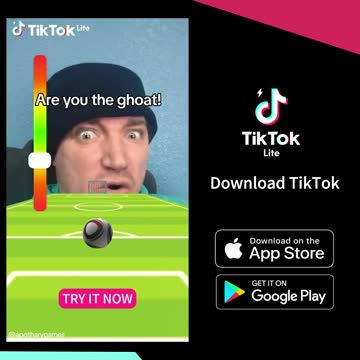 TikTok Lite
Are you the ghoat!
TRY IT NOW
@apotharygames
TikTok
Lite
Download TikTok
Download on the
App Store
GET IT ON
Google Play